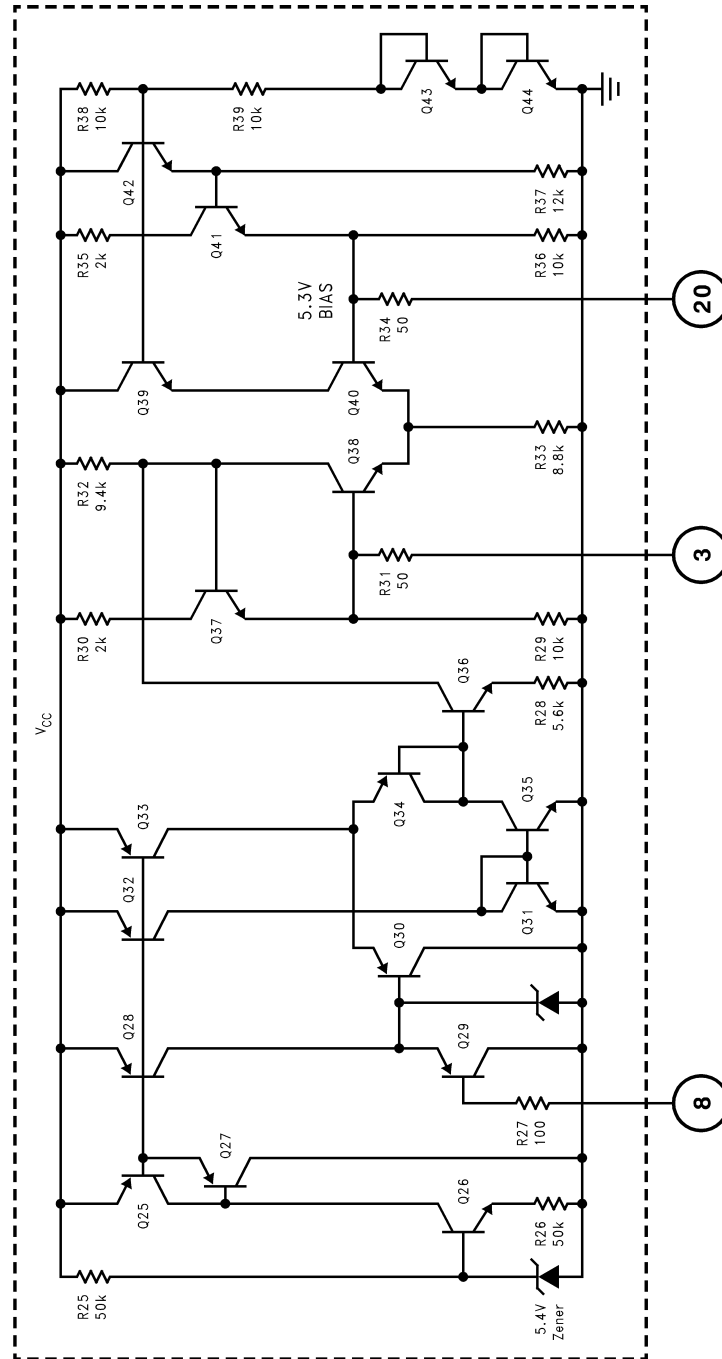 R38
10k
R39
10k
Q43
Q44
Q42
R37
12k
R35
2k
Q41
R36
10k
5.3V
BIAS
R34
50
20
Q39
Q40
R32
9.4k
Q38
R33
8.8k
R31
50
3
R30
2k
Q37
R29
10k
Q36
R28
5.6k
VCC
Q33
Q34
Q35
Q32
Q30
Q31
Q28
Q29
R27
100
8
Q27
Q25
Q26
R26
50k
R25
50k
5.4V
Zener